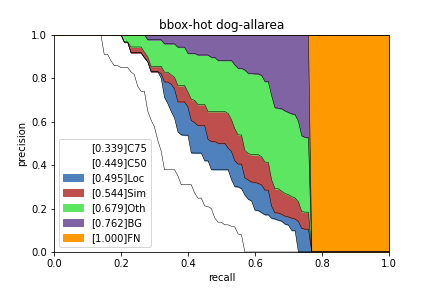 bbox-hot dog-allarea
1.0
0.8
0.6
0.4
0.2
0.0
precision
[0.339]C75
[0.449]C50
[0.495]Loc
[0.544]Sim
[0.679]Oth
[0.762]BG
[1.000]FN
0.0 0.2 0.4 0.6 0.8 1.0
recall